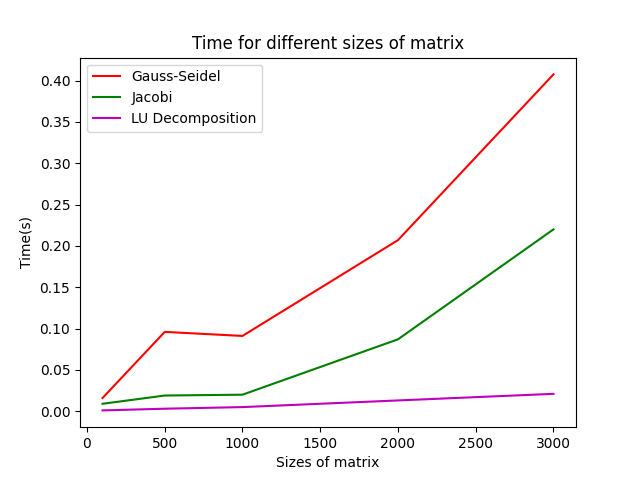 Time for different sizes of matrix
Gauss-Seidel
Jacobi
LU Decomposition
0.40
0.35
0.30
0.25
0.20
0.15
0.10
0.05
0.00
Time(s)
0 500 1000 1500 2000 2500 3000
Sizes of matrix